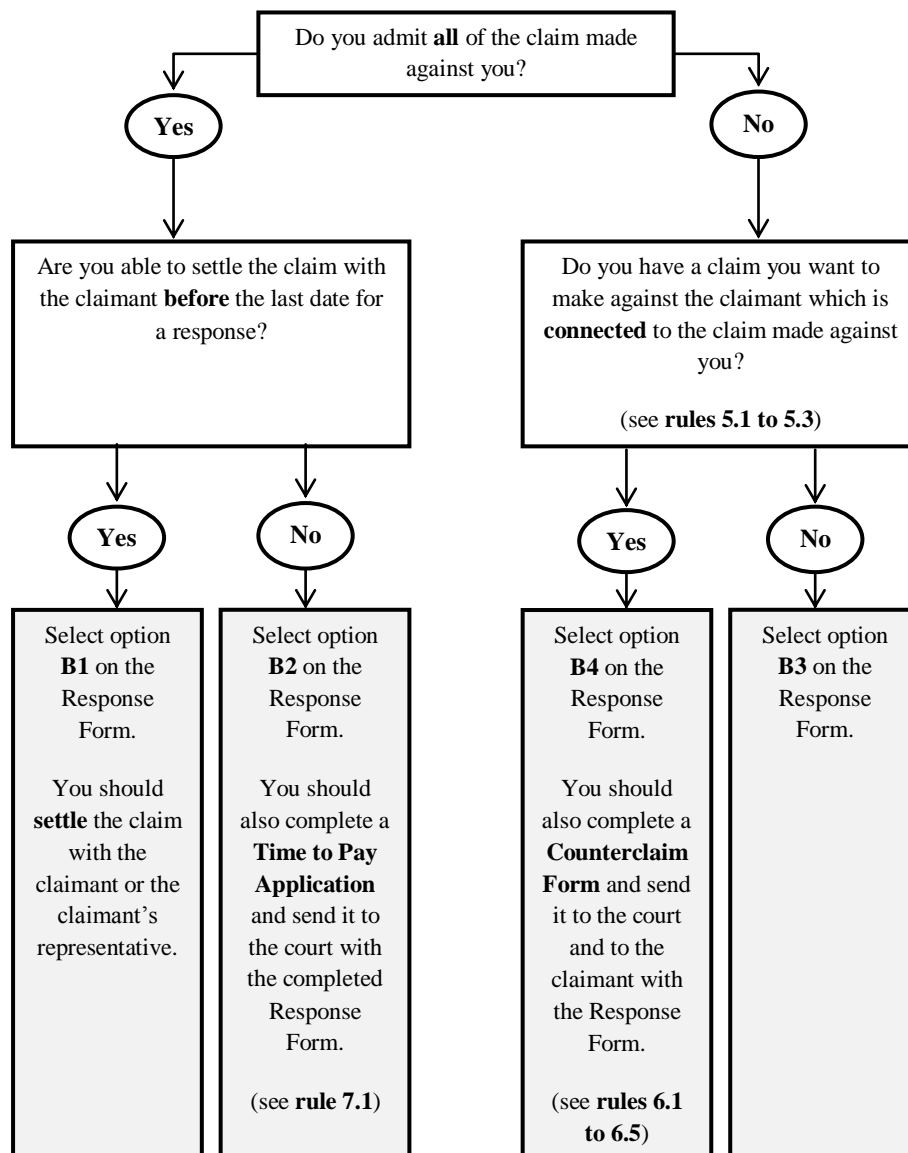 Do you admit all of the claim made
against you?
Yes
No
Are you able to settle the claim with
the claimant before the last date for
a response?
Do you have a claim you want to
make against the claimant which is
connected to the claim made against
you?
(see rules 5.1 to 5.3)
Yes
No
Yes
No
Select option
B1 on the
Response
Form.
You should
settle the claim
with the
claimant or the
claimant’s
representative.
Select option
B2 on the
Response
Form.
You should
also complete a
Time to Pay
Application
and send it to
the court with
the completed
Response
Form.
(see rule 7.1)
Select option
B4 on the
Response
Form.
You should
also complete a
Counterclaim
Form and send
it to the court
and to the
claimant with
the Response
Form.
(see rules 6.1
to 6.5)
Select option
B3 on the
Response
Form.